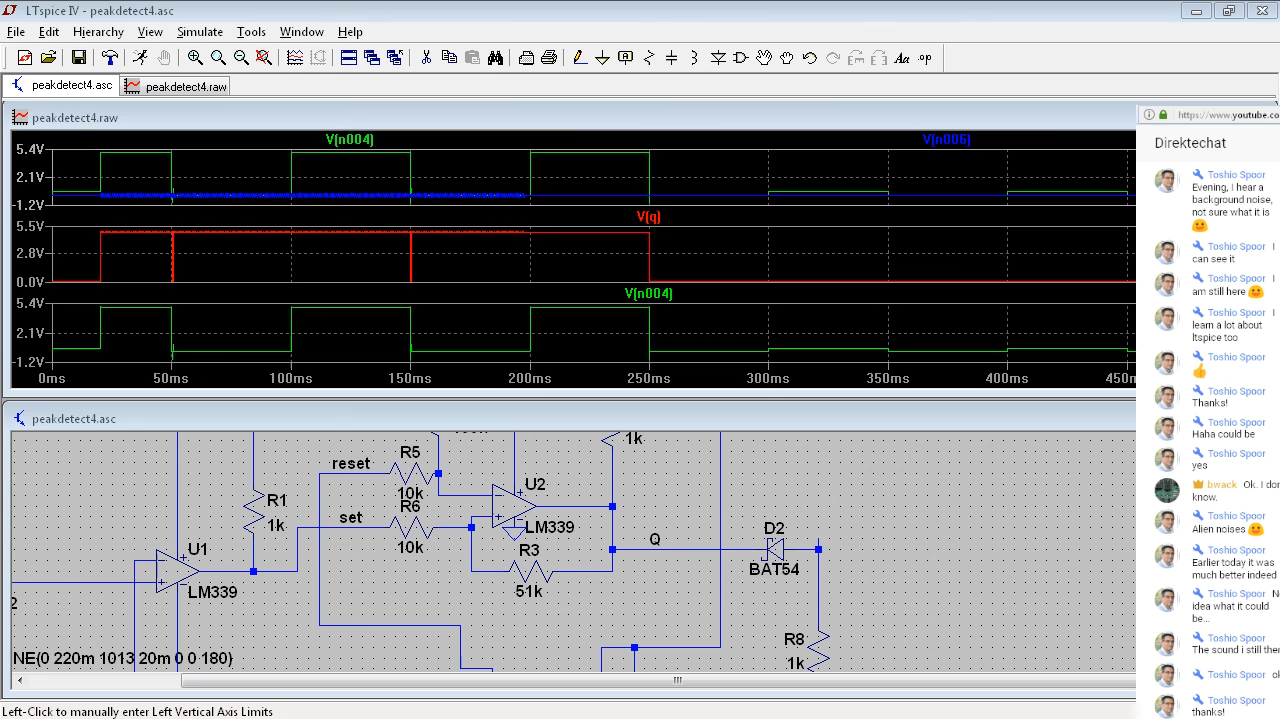 LTspice IV - peakdetect4.asc
File Edit Hierarchy View Simulate Tools Window Help
Aa .op
peakdetect4.asc peakdetect4.raw
peakdetect4.raw
V(n004) V(n006)
5.4V
2.1V
-1.2V
V(q)
5.5V
2.8V
0.0V
V(n004)
5.4V
2.1V
-1.2V
0ms 50ms 100ms 150ms 200ms 250ms 300ms 350ms 400ms 450m
peakdetect4.asc
1k
R5
reset
10k
U2
R1
R6
1k
set
LM339
D2
Q
10k
R3
U1
BAT54
LM339
51k
2
R8
NE(0 220m 1013 20m 0 0 180)
1k
Left-Click to manually enter Left Vertical Axis Limits
https://www.youtube.co
Direktechat
Toshio Spoor
Evening, I hear a
background noise,
not sure what it is
🙂
Toshio Spoor I
can see it
Toshio Spoor I
am still here 🙂
Toshio Spoor I
learn a lot about
ltspice too
Toshio Spoor
👍
Toshio Spoor
Thanks!
Toshio Spoor
Haha could be
Toshio Spoor
yes
bwack Ok. I don
know.
Toshio Spoor
Alien noises 🙂
Toshio Spoor
Earlier today it was
much better indeed
Toshio Spoor
idea what it could
be...
Toshio Spoor
The sound i still
Toshio Spoor ok
Toshio Spoor
thanks!